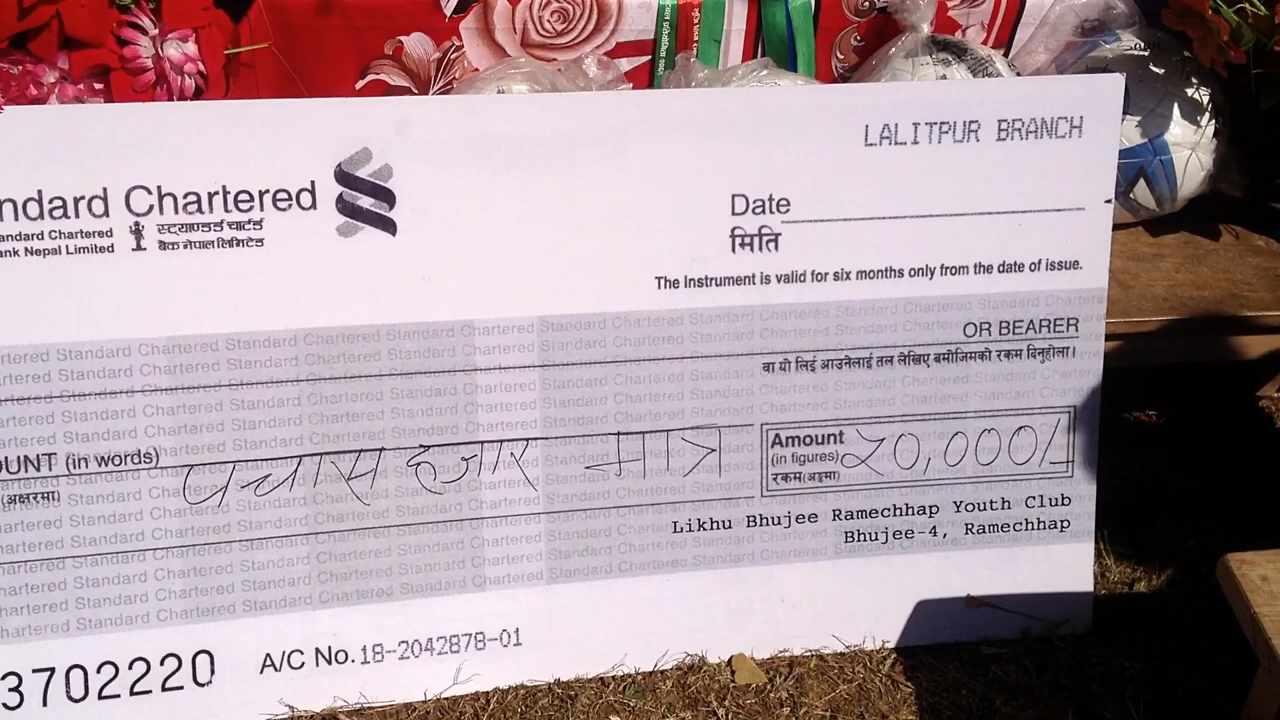 LALITPUR BRANCH
ndard Chartered
andard Chartered
ank Nepal Limited
स्ट्याण्डर्ड चार्टर्ड
बैंक नेपाल लिमिटेड
Date
मिति
The Instrument is valid for six months only from the date of issue.
OR BEARER
वा यो लिई आउनेलाई तल लेखिए बमोजिमको रकम दिनुहोला।
OUNT (in words)
(अक्षरमा)
पचास हजार मात्र
Amount
(in figures)
रकम(अङ्कमा)
५०,०००/-
Likhu Bhujee Ramechhap Youth Club
Bhujee-4, Ramechhap
3702220
A/C No. 18-2042878-01